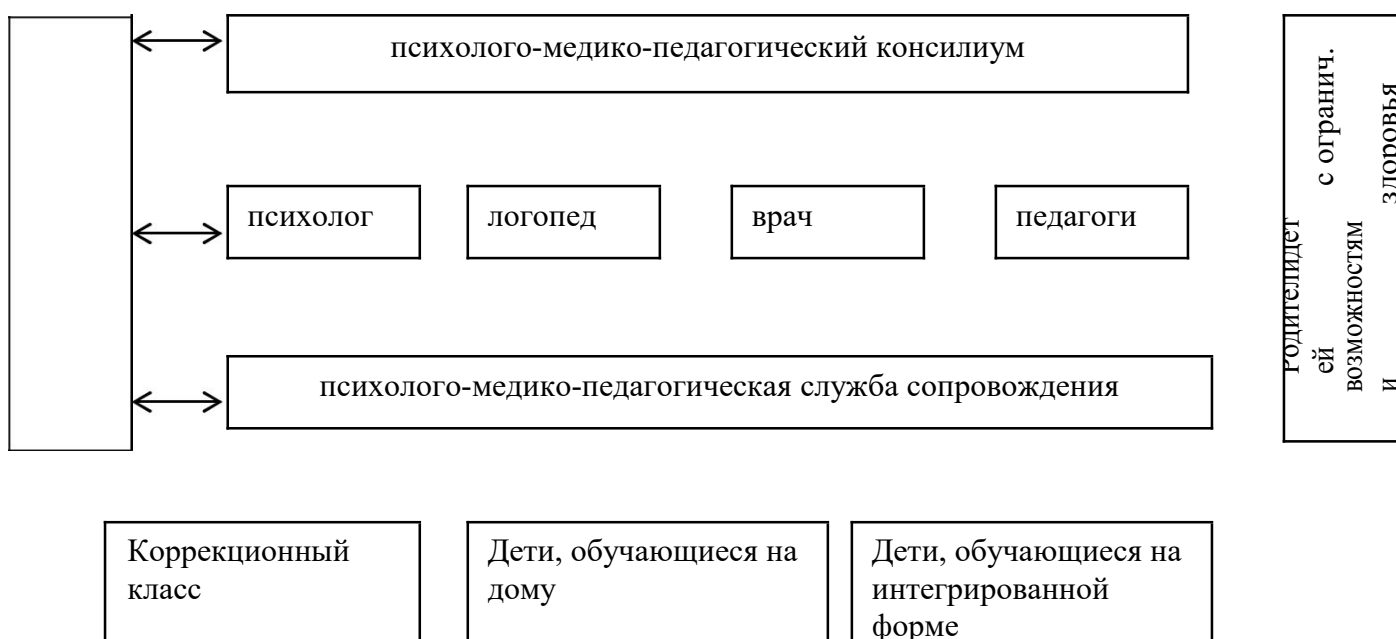 психолого-медико-педагогический консилиум
психолог
логопед
врач
педагоги
психолого-медико-педагогическая служба сопровождения
Родителидет
ей с огранич.
возможностям
и здоровья
Коррекционный
класс
Дети, обучающиеся на
дому
Дети, обучающиеся на
интегрированной
форме